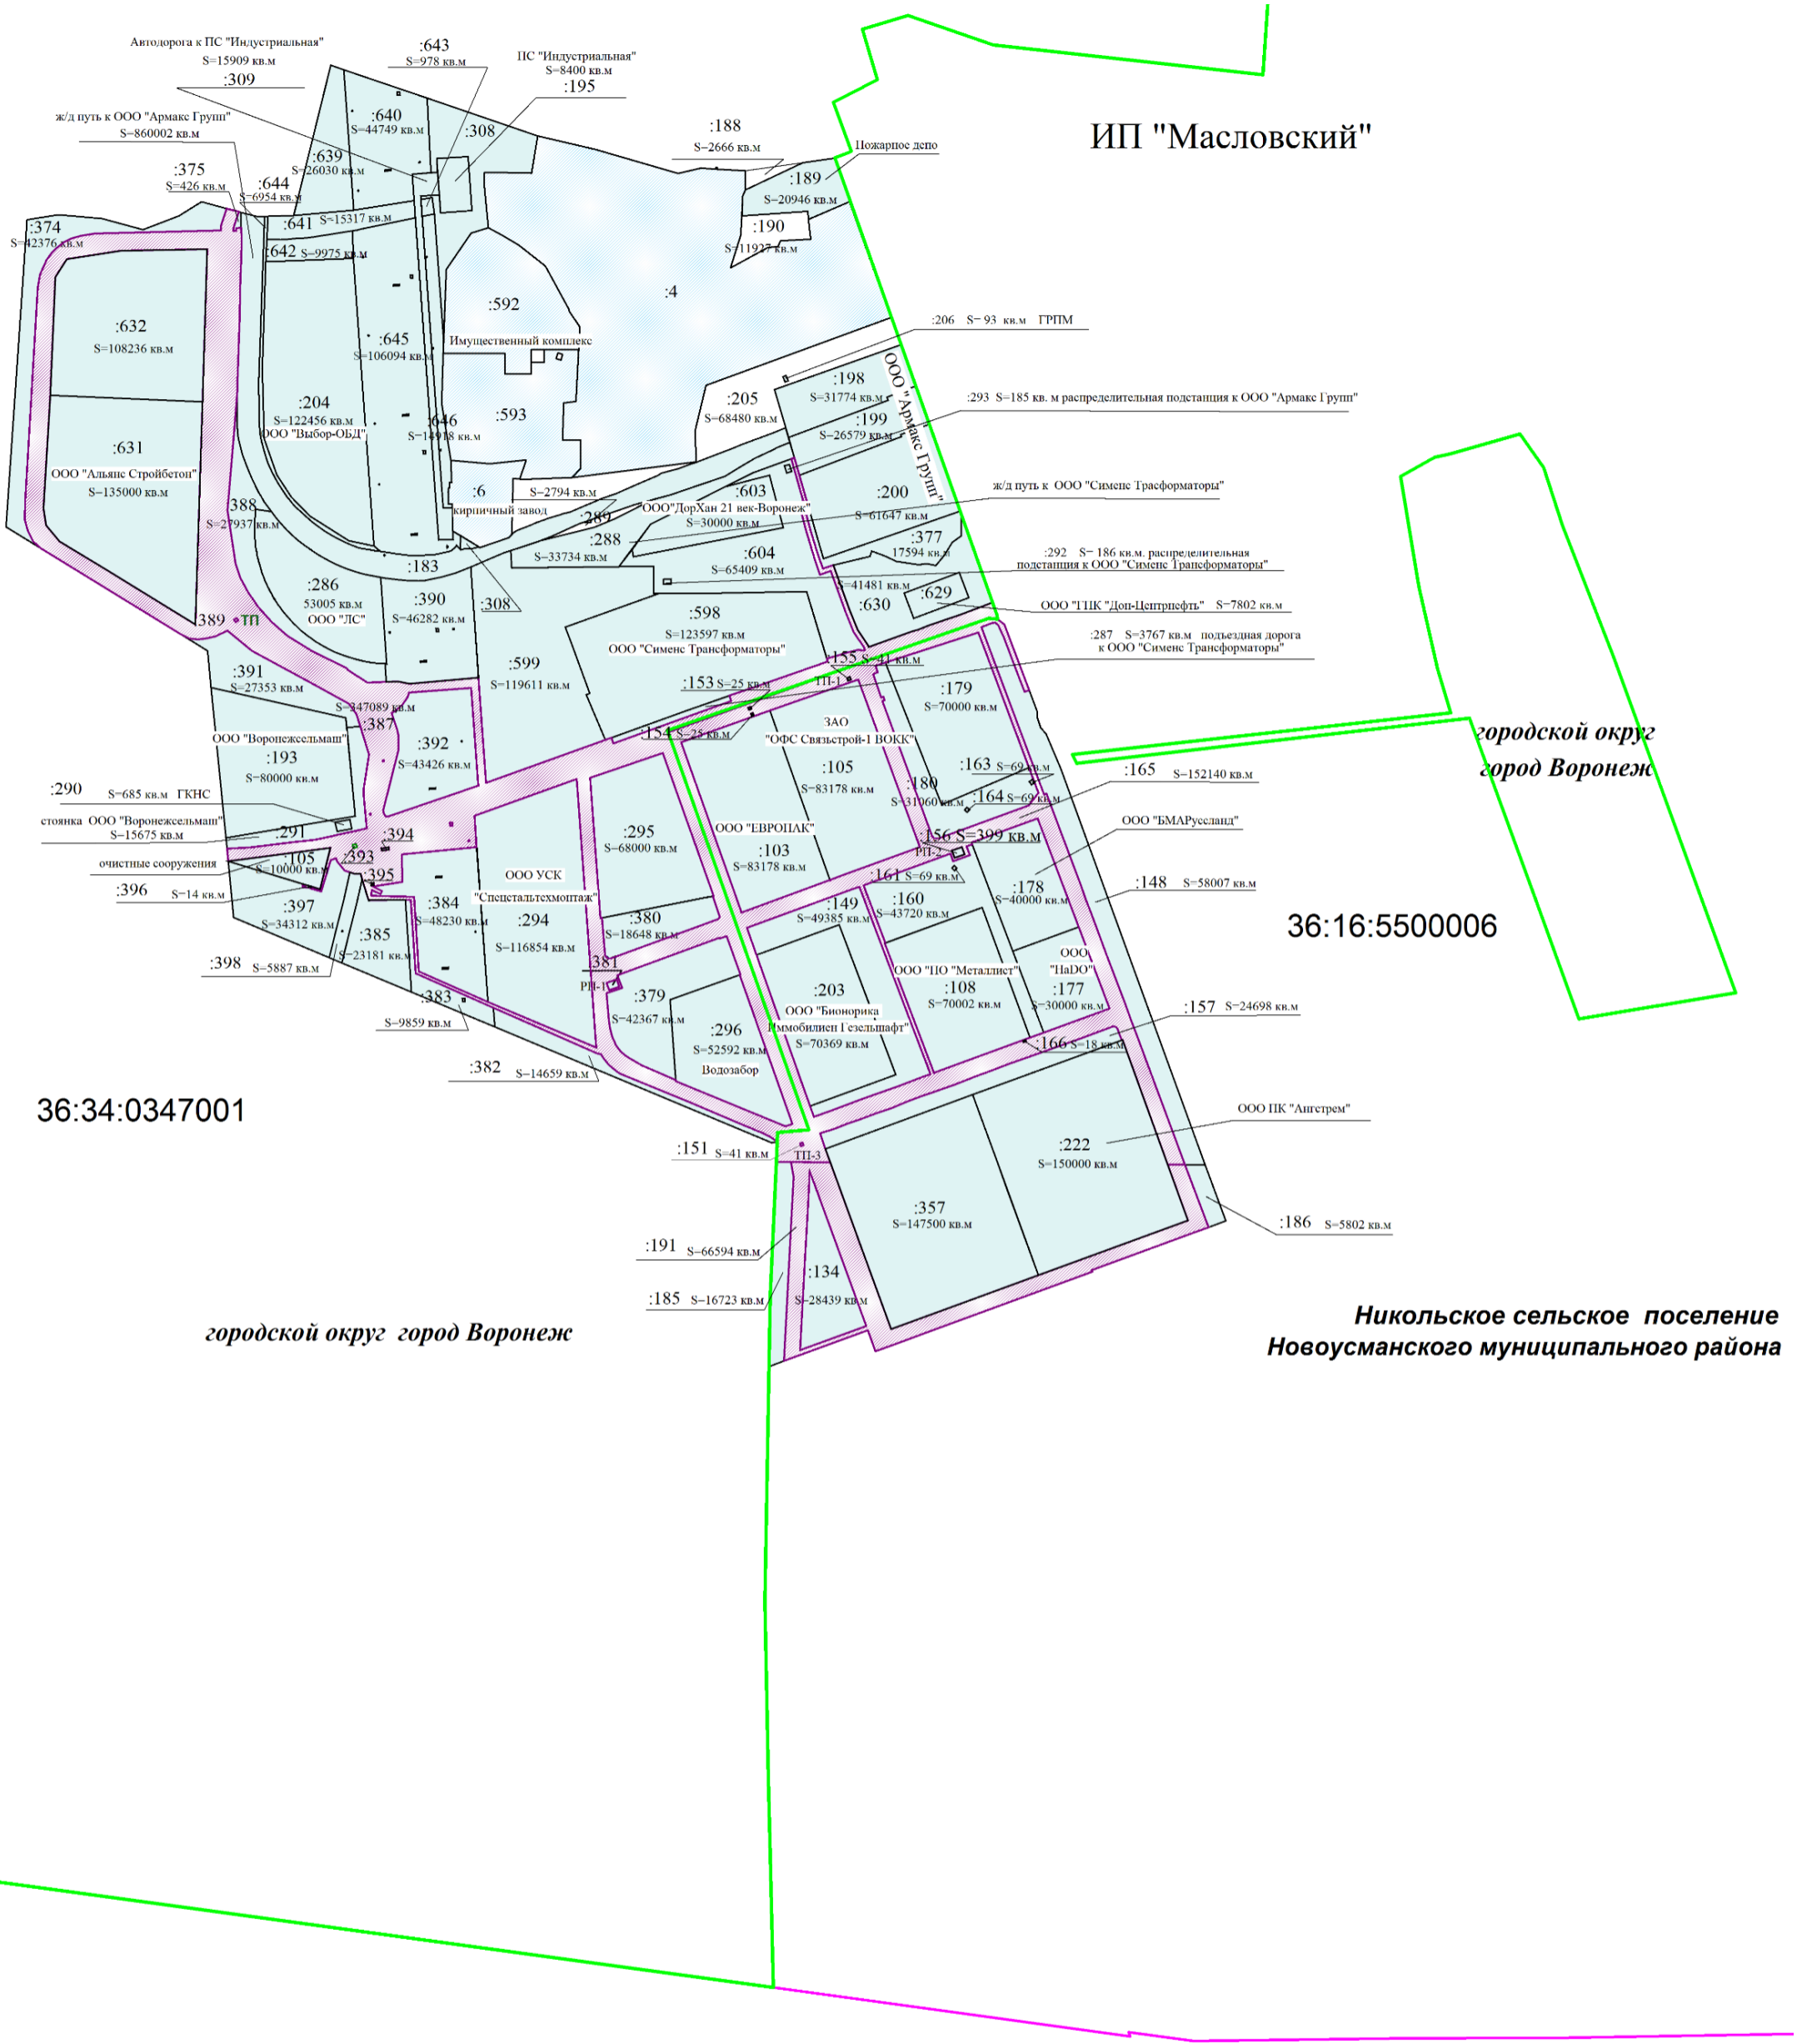 ИП "Масловский"
Автодорога к ПС "Индустриальная"
S=15909 кв.м
:309
:643
S=978 кв.м
ПС "Индустриальная"
S=8400 кв.м
:195
ж/д путь к ООО "Армакс Групп"
S=860002 кв.м
:375
S=426 кв.м
:644
S=6954 кв.м
:639
S=26030 кв.м
:640
S=44749 кв.м
:308
:188
S=2666 кв.м
Пожарное депо
:189
S=20946 кв.м
:190
S=11927 кв.м
:374
S=42376 кв.м
:641 S=15317 кв.м
:642 S=9975 кв.м
:632
S=108236 кв.м
:592
:4
Имущественный комплекс
:593
:645
S=106094 кв.м
:204
S=122456 кв.м
ООО "Выбор-ОБД"
:646
S=14918 кв.м
:631
ООО "Альянс Стройбетон"
S=135000 кв.м
:206 S= 93 кв.м ГРПМ
:205
S=68480 кв.м
:198
S=31774 кв.м
ООО "Армакс Групп"
:199
S=26579 кв.м
:293 S=185 кв. м распределительная подстанция к ООО "Армакс Групп"
:200
S=61647 кв.м
ж/д путь к ООО "Сименс Трасформаторы"
:6
кирпичный завод
S=2794 кв.м
:289
:603
ООО"ДорХан 21 век-Воронеж"
S=30000 кв.м
:288
S=33734 кв.м
:604
S=65409 кв.м
:377
17594 кв.м
:292 S= 186 кв.м. распределительная
подстанция к ООО "Сименс Трансформаторы"
:388
S=27937 кв.м
:183
:308
:286
53005 кв.м
ООО "ЛС"
:390
S=46282 кв.м
S=41481 кв.м
:630
:629
ООО "ГПК "Дон-Центрнефть" S=7802 кв.м
:389
ТП
:598
S=123597 кв.м
ООО "Сименс Трансформаторы"
:287 S=3767 кв.м подъездная дорога
к ООО "Сименс Трансформаторы"
:599
S=119611 кв.м
:155 S=41 кв.м
ТП-1
:153 S=25 кв.м
:154 S=25 кв.м
:391
S=27353 кв.м
S=347089 кв.м
:387
:179
S=70000 кв.м
ЗАО
"ОФС Связьстрой-1 ВОКК"
:105
S=83178 кв.м
городской округ
город Воронеж
ООО "Воронежсельмаш"
:193
S=80000 кв.м
:392
S=43426 кв.м
:180
S=31060 кв.м
:163 S=69 кв.м
:164 S=69 кв.м
:165 S=152140 кв.м
:290 S=685 кв.м ГКНС
стоянка ООО "Воронежсельмаш"
S=15675 кв.м
:291
:394
:393
:395
:295
S=68000 кв.м
ООО "ЕВРОПАК"
:103
S=83178 кв.м
:156 S=399 кв.м
РП-2
ООО "БМАРуссланд"
очистные сооружения
:105
S=10000 кв.м
:396 S=14 кв.м
:161 S=69 кв.м
:178
S=40000 кв.м
:148 S=58007 кв.м
ООО УСК
"Спецстальтехмонтаж"
:294
S=116854 кв.м
:384
S=48230 кв.м
:397
S=34312 кв.м
:385
S=23181 кв.м
:398 S=5887 кв.м
:380
S=18648 кв.м
:149
S=49385 кв.м
:160
S=43720 кв.м
36:16:5500006
:381
РП-1
:379
S=42367 кв.м
ООО "ПО "Металлист"
:108
S=70002 кв.м
ООО
"НаDO"
:177
S=30000 кв.м
:203
ООО "Бионорика
Иммобилиен Гезельшафт"
S=70369 кв.м
:157 S=24698 кв.м
:383
S=9859 кв.м
:296
S=52592 кв.м
Водозабор
:166 S=18 кв.м
:382 S=14659 кв.м
36:34:0347001
ООО ПК "Ангстрем"
:222
S=150000 кв.м
:151 S=41 кв.м
ТП-3
:357
S=147500 кв.м
:186 S=5802 кв.м
:191 S=66594 кв.м
:134
S=28439 кв.м
:185 S=16723 кв.м
городской округ город Воронеж
Никольское сельское поселение
Новоусманского муниципального района